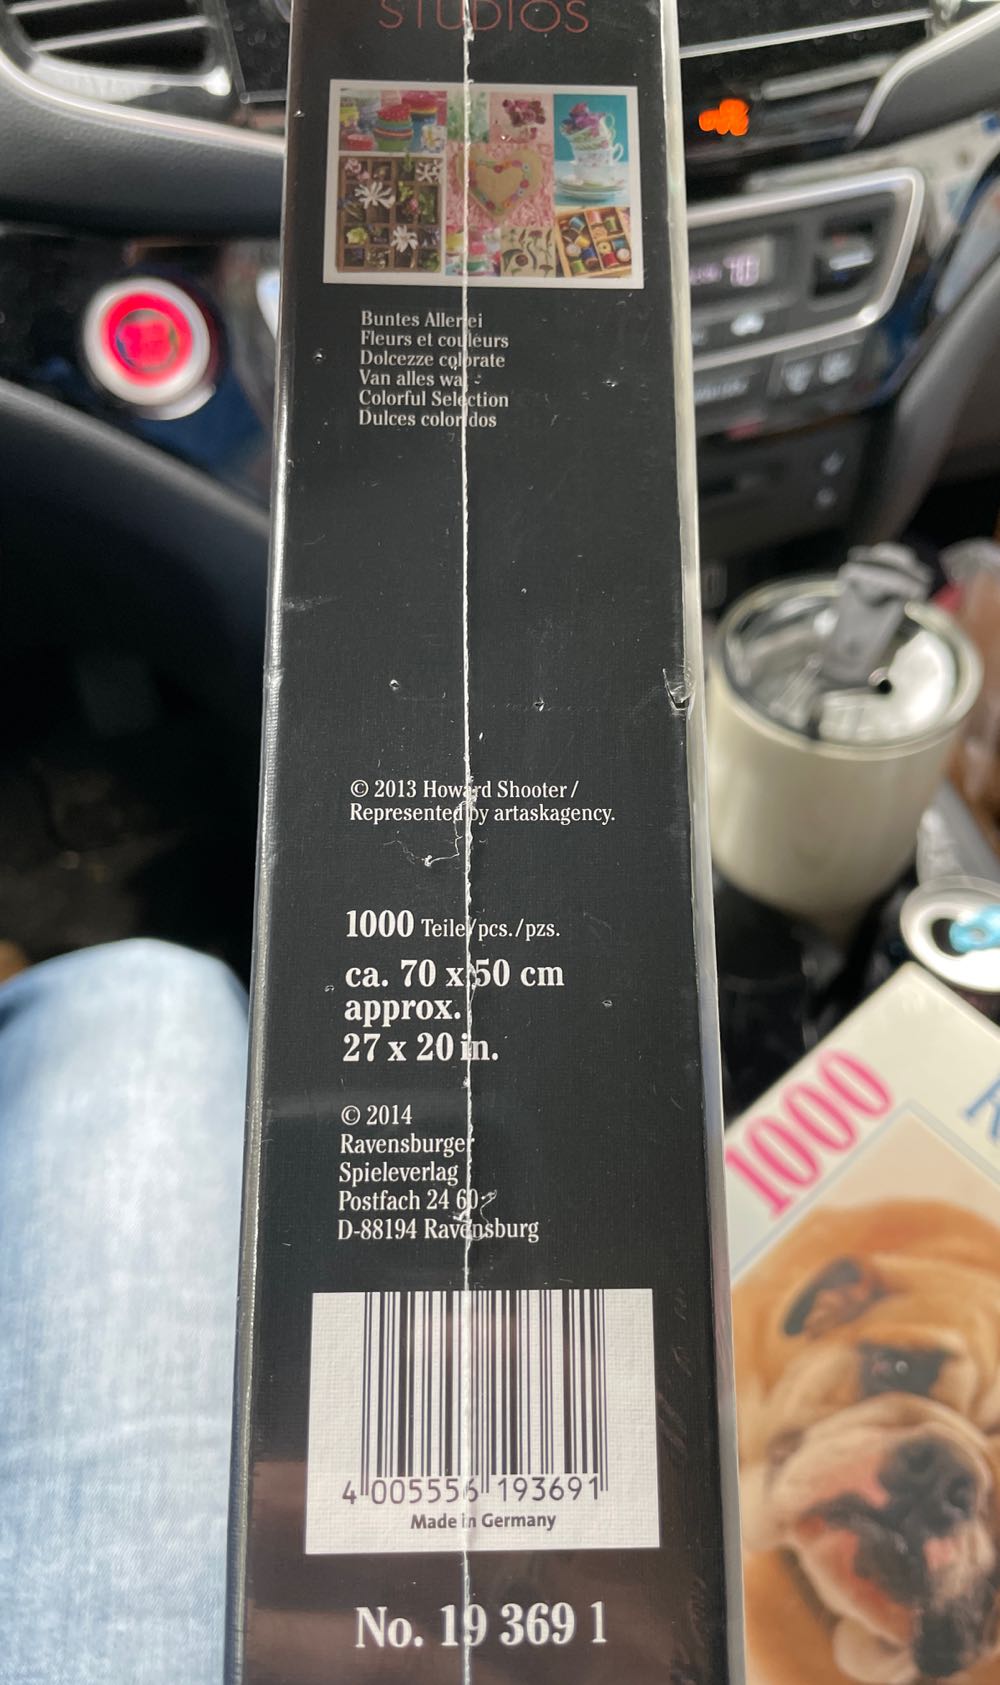 STUDIOS
Buntes Allerlei
Fleurs et couleurs
Dolcezze colorate
Van alles wat
Colorful Selection
Dulces coloridos
© 2013 Howard Shooter /
Represented by artaskagency.
1000 Teile/pcs./pzs.
ca. 70 x 50 cm
approx.
27 x 20 in.
© 2014
Ravensburger
Spieleverlag
Postfach 24 60
D-88194 Ravensburg
4 005556 193691
Made in Germany
No. 19 369 1
1000